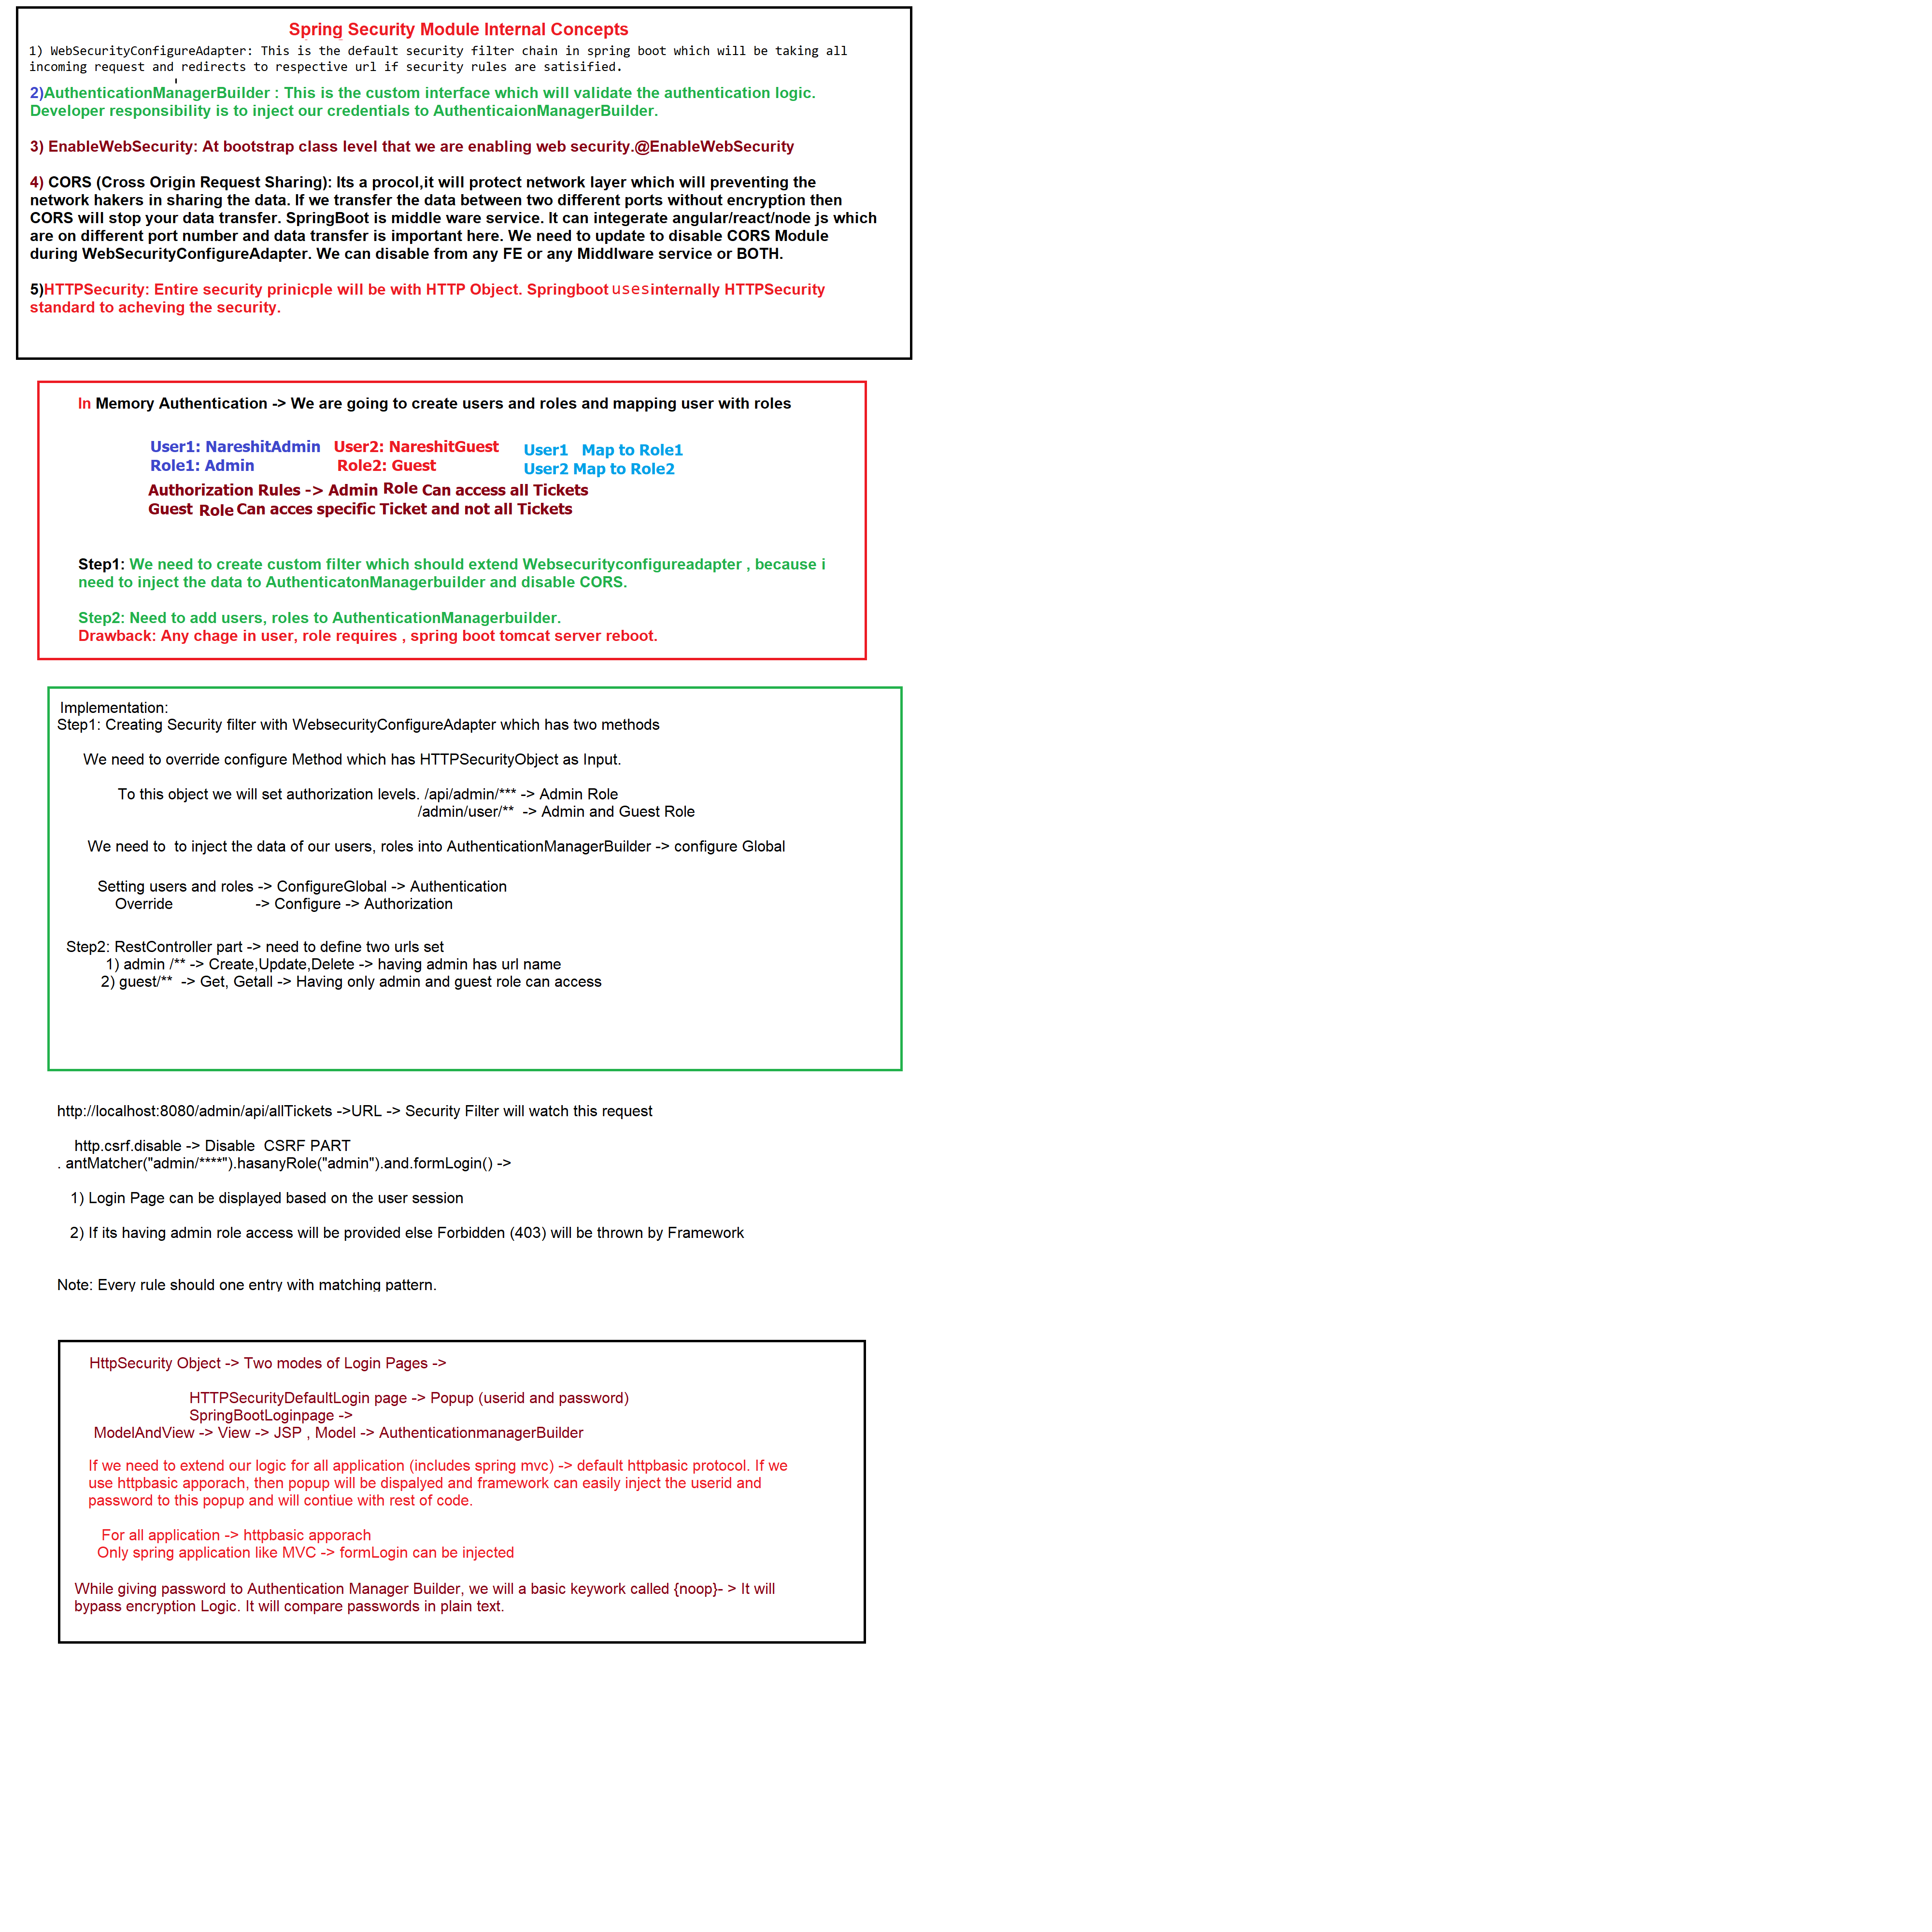 Spring Security Module Internal Concepts
1) WebSecurityConfigureAdapter: This is the default security filter chain in spring boot which will be taking all
incoming request and redirects to respective url if security rules are satisified.
2)AuthenticationManagerBuilder : This is the custom interface which will validate the authentication logic.
Developer responsibility is to inject our credentials to AuthenticaionManagerBuilder.
3) EnableWebSecurity: At bootstrap class level that we are enabling web security.@EnableWebSecurity
4) CORS (Cross Origin Request Sharing): Its a procol,it will protect network layer which will preventing the
network hakers in sharing the data. If we transfer the data between two different ports without encryption then
CORS will stop your data transfer. SpringBoot is middle ware service. It can integerate angular/react/node js which
are on different port number and data transfer is important here. We need to update to disable CORS Module
during WebSecurityConfigureAdapter. We can disable from any FE or any Middlware service or BOTH.
5)HTTPSecurity: Entire security prinicple will be with HTTP Object. Springboot uses internally HTTPSecurity
standard to acheving the security.
In Memory Authentication -> We are going to create users and roles and mapping user with roles
User1: NareshitAdmin User2: NareshitGuest User1 Map to Role1
Role1: Admin Role2: Guest User2 Map to Role2
Authorization Rules -> Admin Role Can access all Tickets
Guest Role Can acces specific Ticket and not all Tickets
Step1: We need to create custom filter which should extend Websecurityconfigureadapter , because i
need to inject the data to AuthenticatonManagerbuilder and disable CORS.
Step2: Need to add users, roles to AuthenticationManagerbuilder.
Drawback: Any chage in user, role requires , spring boot tomcat server reboot.
Implementation:
Step1: Creating Security filter with WebsecurityConfigureAdapter which has two methods
We need to override configure Method which has HTTPSecurityObject as Input.
To this object we will set authorization levels. /api/admin/*** -> Admin Role
/admin/user/** -> Admin and Guest Role
We need to to inject the data of our users, roles into AuthenticationManagerBuilder -> configure Global
Setting users and roles -> ConfigureGlobal -> Authentication
Override -> Configure -> Authorization
Step2: RestController part -> need to define two urls set
1) admin /** -> Create,Update,Delete -> having admin has url name
2) guest/** -> Get, Getall -> Having only admin and guest role can access
http://localhost:8080/admin/api/allTickets ->URL -> Security Filter will watch this request
http.csrf.disable -> Disable CSRF PART
. antMatcher("admin/****").hasanyRole("admin").and.formLogin() ->
1) Login Page can be displayed based on the user session
2) If its having admin role access will be provided else Forbidden (403) will be thrown by Framework
Note: Every rule should one entry with matching pattern.
HttpSecurity Object -> Two modes of Login Pages ->
HTTPSecurityDefaultLogin page -> Popup (userid and password)
SpringBootLoginpage ->
ModelAndView -> View -> JSP , Model -> AuthenticationmanagerBuilder
If we need to extend our logic for all application (includes spring mvc) -> default httpbasic protocol. If we
use httpbasic apporach, then popup will be dispalyed and framework can easily inject the userid and
password to this popup and will contiue with rest of code.
For all application -> httpbasic apporach
Only spring application like MVC -> formLogin can be injected
While giving password to Authentication Manager Builder, we will a basic keywork called {noop}- > It will
bypass encryption Logic. It will compare passwords in plain text.